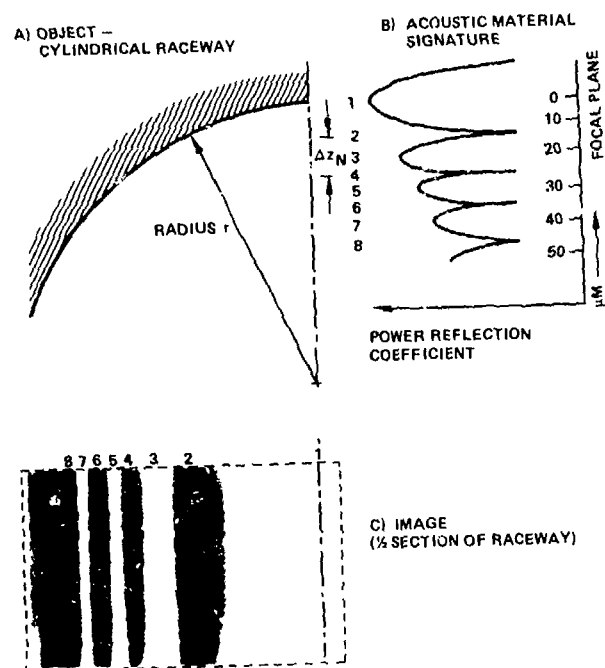 A) OBJECT –
CYLINDRICAL RACEWAY
B) ACOUSTIC MATERIAL
SIGNATURE
1
2
ΔzN
3
4
5
6
7
8
0
10
20
30
40
50
FOCAL PLANE
μM
RADIUS r
POWER REFLECTION
COEFFICIENT
8 7 6 5 4 3 2
C) IMAGE
(½ SECTION OF RACEWAY)